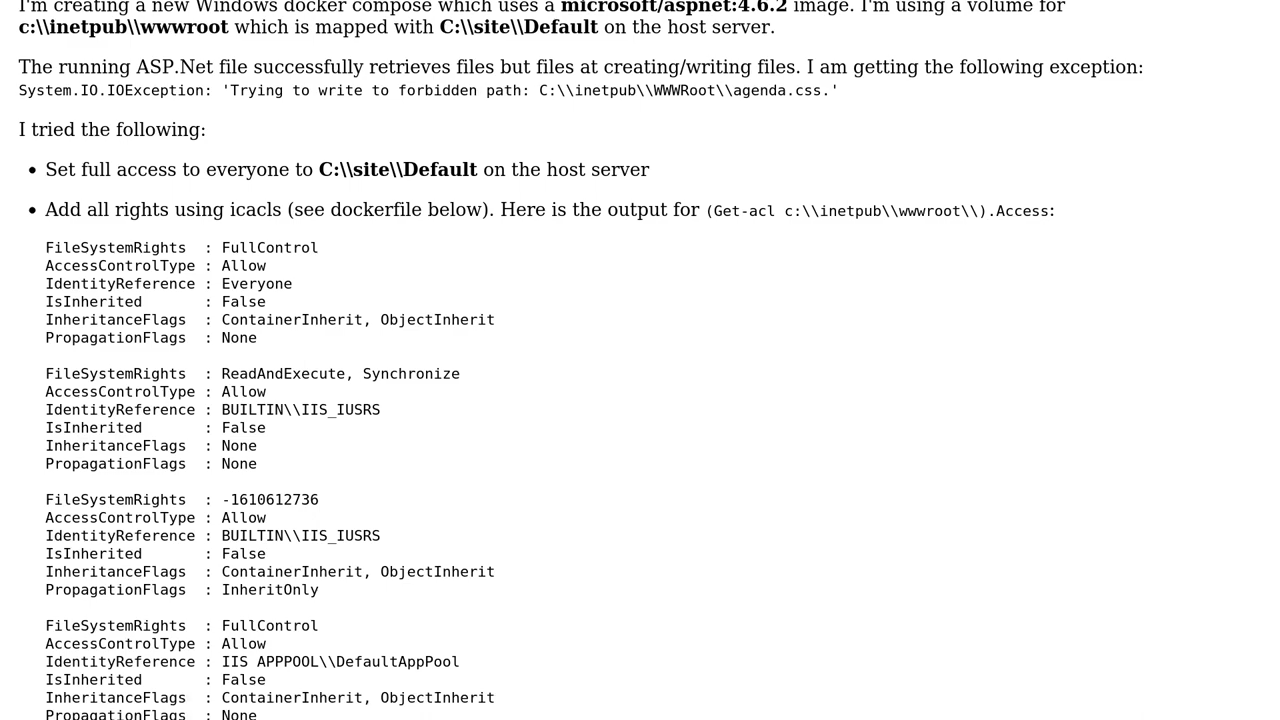 I'm creating a new Windows docker compose which uses a microsoft/aspnet:4.6.2 image. I'm using a volume for
c:\\inetpub\\wwwroot which is mapped with C:\\site\\Default on the host server.
The running ASP.Net file successfully retrieves files but files at creating/writing files. I am getting the following exception:
System.IO.IOException: 'Trying to write to forbidden path: C:\\inetpub\\WWWRoot\\agenda.css.'
I tried the following:
• Set full access to everyone to C:\\site\\Default on the host server
• Add all rights using icacls (see dockerfile below). Here is the output for (Get-acl c:\\inetpub\\wwwroot\\).Access:
FileSystemRights  : FullControl
AccessControlType : Allow
IdentityReference : Everyone
IsInherited       : False
InheritanceFlags  : ContainerInherit, ObjectInherit
PropagationFlags  : None
FileSystemRights  : ReadAndExecute, Synchronize
AccessControlType : Allow
IdentityReference : BUILTIN\\IIS_IUSRS
IsInherited       : False
InheritanceFlags  : None
PropagationFlags  : None
FileSystemRights  : -1610612736
AccessControlType : Allow
IdentityReference : BUILTIN\\IIS_IUSRS
IsInherited       : False
InheritanceFlags  : ContainerInherit, ObjectInherit
PropagationFlags  : InheritOnly
FileSystemRights  : FullControl
AccessControlType : Allow
IdentityReference : IIS APPPOOL\\DefaultAppPool
IsInherited       : False
InheritanceFlags  : ContainerInherit, ObjectInherit
PropagationFlags  : None